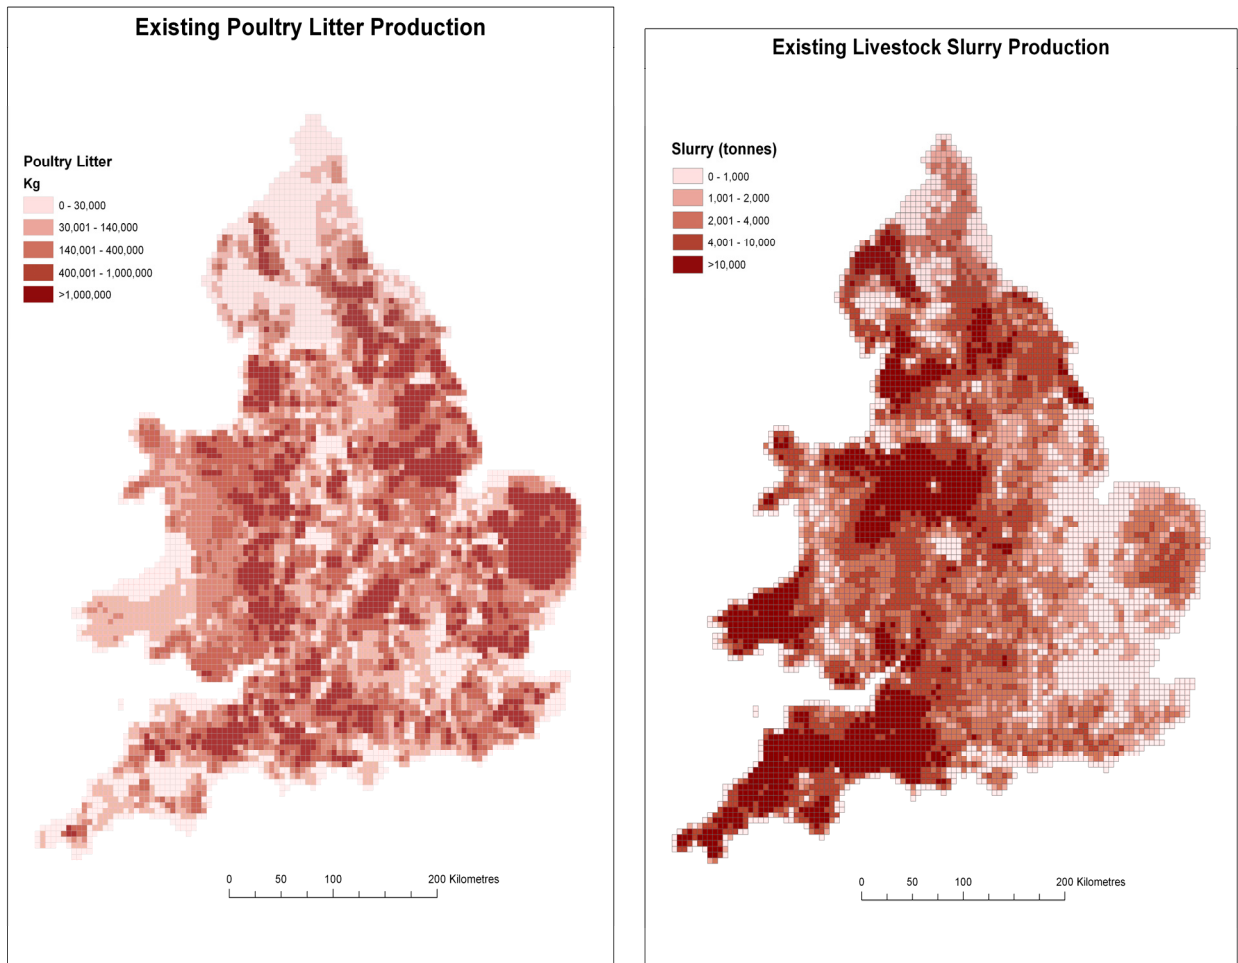 Existing Poultry Litter Production
Poultry Litter
Kg
0 - 30,000
30,001 - 140,000
140,001 - 400,000
400,001 - 1,000,000
>1,000,000
0 50 100 200 Kilometres
Existing Livestock Slurry Production
Slurry (tonnes)
0 - 1,000
1,001 - 2,000
2,001 - 4,000
4,001 - 10,000
>10,000
0 50 100 200 Kilometres